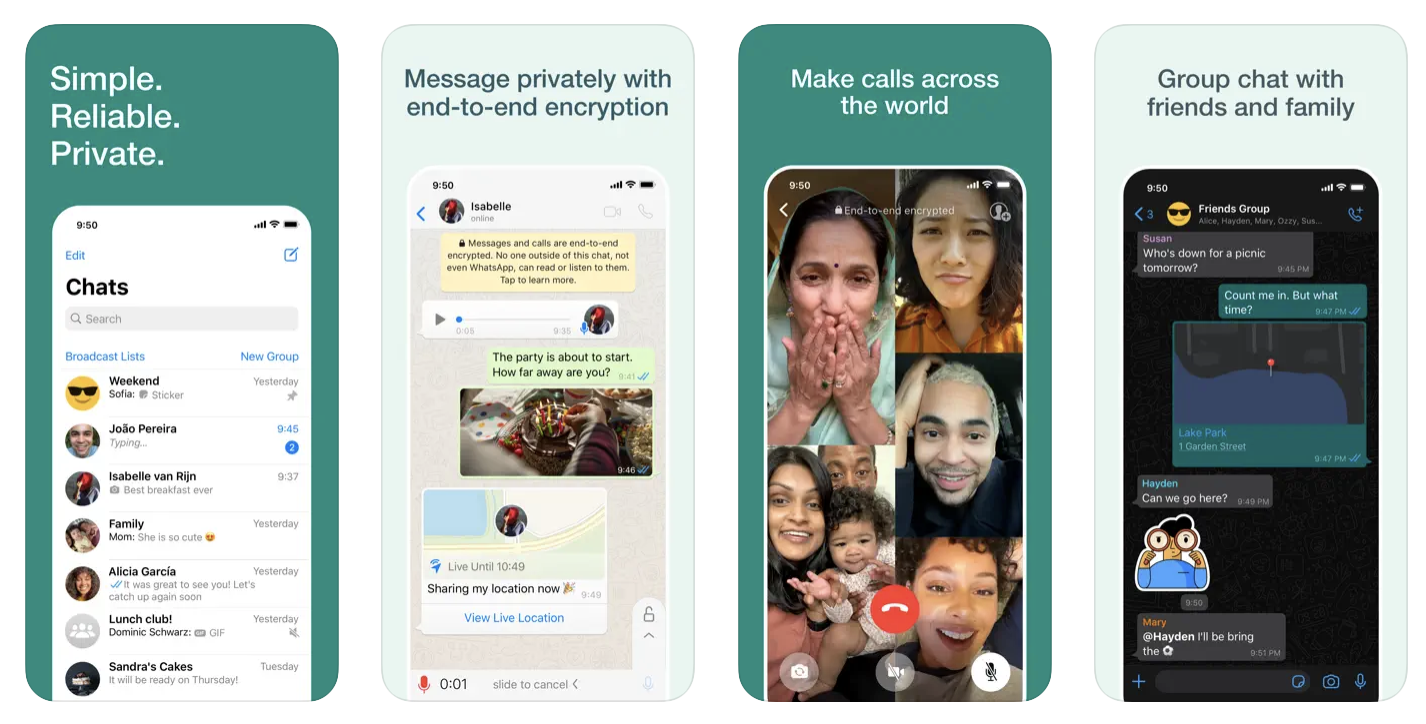 Simple.
Reliable.
Private.
9:50
Edit
Chats
Search
Broadcast Lists New Group
Weekend Yesterday
Sofia: Sticker
João Pereira 9:45
Typing... 2
Isabelle van Rijn 9:37
Best breakfast ever
Family Yesterday
Mom: She is so cute 😍
Alicia García Yesterday
It was great to see you! Let's
catch up again soon
Lunch club! Yesterday
Dominic Schwarz: GIF GIF
Sandra's Cakes Tuesday
It will be ready on Thursday!
Message privately with
end-to-end encryption
9:50
Isabelle
online
Messages and calls are end-to-end
encrypted. No one outside of this chat, not
even WhatsApp, can read or listen to them.
Tap to learn more.
0:05 9:35
The party is about to start.
How far away are you? 9:41
9:46
Live Until 10:49
Sharing my location now 🎉 9:49
View Live Location
0:01 slide to cancel
Make calls across
the world
9:50
End-to-end encrypted
Group chat with
friends and family
9:50
3 Friends Group
Alice, Hayden, Mary, Ozzy, Sus...
Susan
Who's down for a picnic
tomorrow? 9:45 PM
Count me in. But what
time? 9:47 PM
Lake Park
1 Garden Street
9:47 PM
Hayden
Can we go here? 9:49 PM
9:50
Mary
@Hayden I'll be bring
the ⚽ 9:51 PM